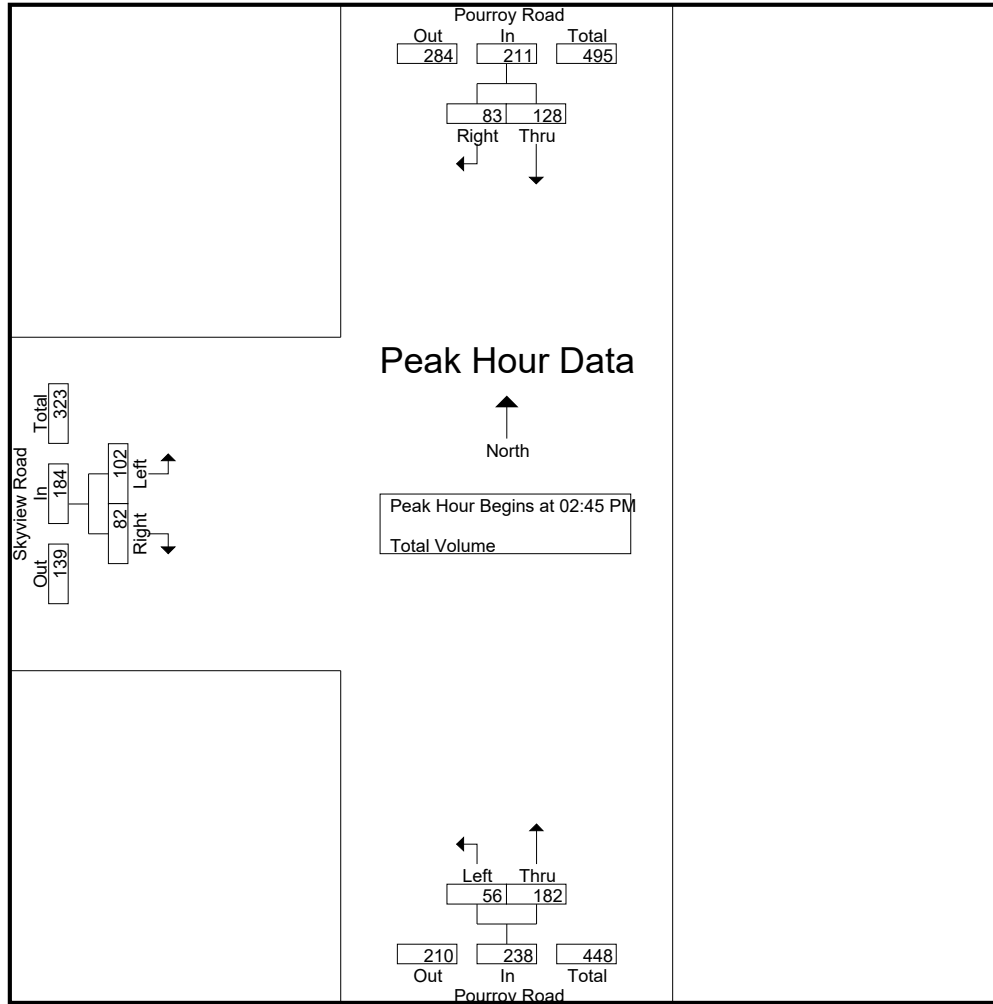 Pourroy Road
Out In Total
284 211 495
83 128
Right Thru
Peak Hour Data
North
Peak Hour Begins at 02:45 PM
Total Volume
Skyview Road
Out In Total
139 184 323
82 102
Right Left
Left Thru
56 182
210 238 448
Out In Total
Pourroy Road